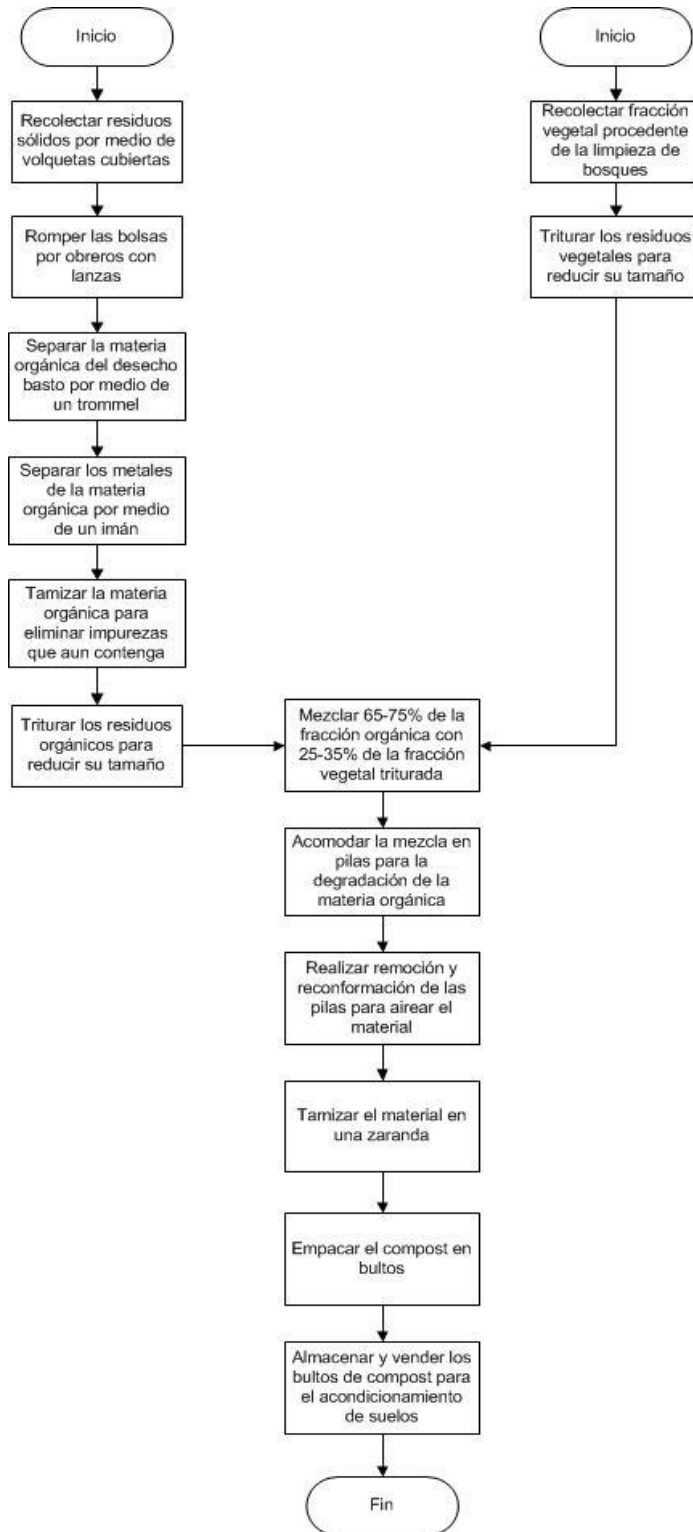 Inicio
Recolectar residuos
sólidos por medio de
volquetas cubiertas
Romper las bolsas
por obreros con
lanzas
Separar la materia
orgánica del desecho
basto por medio de
un trommel
Separar los metales
de la materia
orgánica por medio
de un imán
Tamizar la materia
orgánica para
eliminar impurezas
que aun contenga
Triturar los residuos
orgánicos para
reducir su tamaño
Inicio
Recolectar fracción
vegetal procedente
de la limpieza de
bosques
Triturar los residuos
vegetales para
reducir su tamaño
Mezclar 65-75% de la
fracción orgánica con
25-35% de la fracción
vegetal triturada
Acomodar la mezcla en
pilas para la
degradación de la
materia orgánica
Realizar remoción y
reconformación de las
pilas para airear el
material
Tamizar el material en
una zaranda
Empacar el compost en
bultos
Almacenar y vender los
bultos de compost para
el acondicionamiento
de suelos
Fin